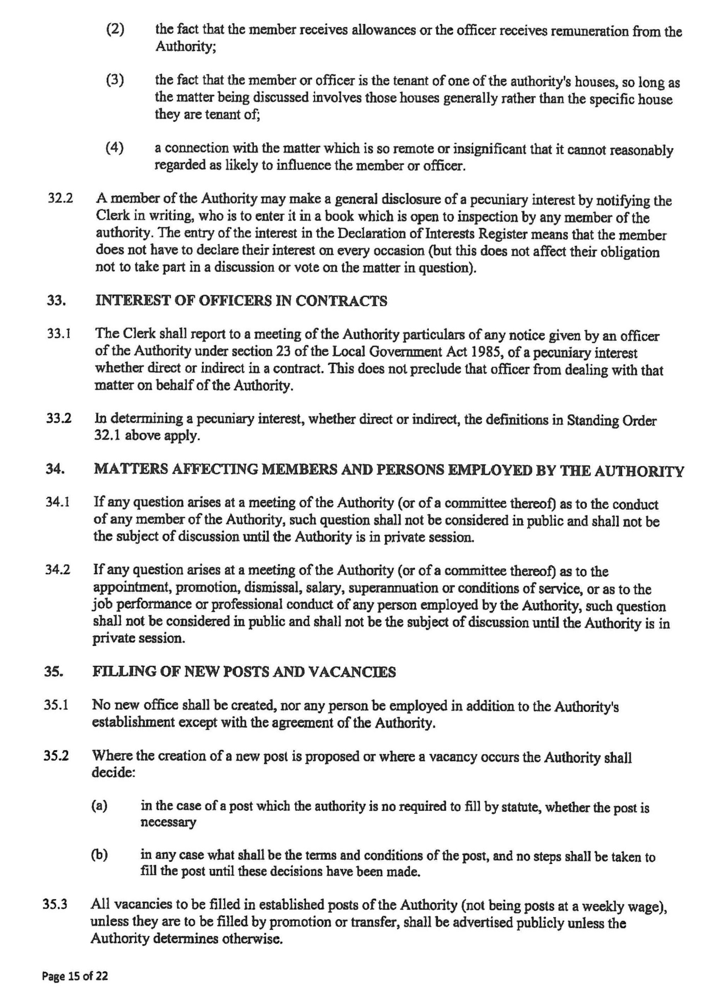 (2) the fact that the member receives allowances or the officer receives remuneration from the
Authority;
(3) the fact that the member or officer is the tenant of one of the authority's houses, so long as
the matter being discussed involves those houses generally rather than the specific house
they are tenant of;
(4) a connection with the matter which is so remote or insignificant that it cannot reasonably
regarded as likely to influence the member or officer.
32.2 A member of the Authority may make a general disclosure of a pecuniary interest by notifying the
Clerk in writing, who is to enter it in a book which is open to inspection by any member of the
authority. The entry of the interest in the Declaration of Interests Register means that the member
does not have to declare their interest on every occasion (but this does not affect their obligation
not to take part in a discussion or vote on the matter in question).
33. INTEREST OF OFFICERS IN CONTRACTS
33.1 The Clerk shall report to a meeting of the Authority particulars of any notice given by an officer
of the Authority under section 23 of the Local Government Act 1985, of a pecuniary interest
whether direct or indirect in a contract. This does not preclude that officer from dealing with that
matter on behalf of the Authority.
33.2 In determining a pecuniary interest, whether direct or indirect, the definitions in Standing Order
32.1 above apply.
34. MATTERS AFFECTING MEMBERS AND PERSONS EMPLOYED BY THE AUTHORITY
34.1 If any question arises at a meeting of the Authority (or of a committee thereof) as to the conduct
of any member of the Authority, such question shall not be considered in public and shall not be
the subject of discussion until the Authority is in private session.
34.2 If any question arises at a meeting of the Authority (or of a committee thereof) as to the
appointment, promotion, dismissal, salary, superannuation or conditions of service, or as to the
job performance or professional conduct of any person employed by the Authority, such question
shall not be considered in public and shall not be the subject of discussion until the Authority is in
private session.
35. FILLING OF NEW POSTS AND VACANCIES
35.1 No new office shall be created, nor any person be employed in addition to the Authority's
establishment except with the agreement of the Authority.
35.2 Where the creation of a new post is proposed or where a vacancy occurs the Authority shall
decide:
(a) in the case of a post which the authority is no required to fill by statute, whether the post is
necessary
(b) in any case what shall be the terms and conditions of the post, and no steps shall be taken to
fill the post until these decisions have been made.
35.3 All vacancies to be filled in established posts of the Authority (not being posts at a weekly wage),
unless they are to be filled by promotion or transfer, shall be advertised publicly unless the
Authority determines otherwise.
Page 15 of 22